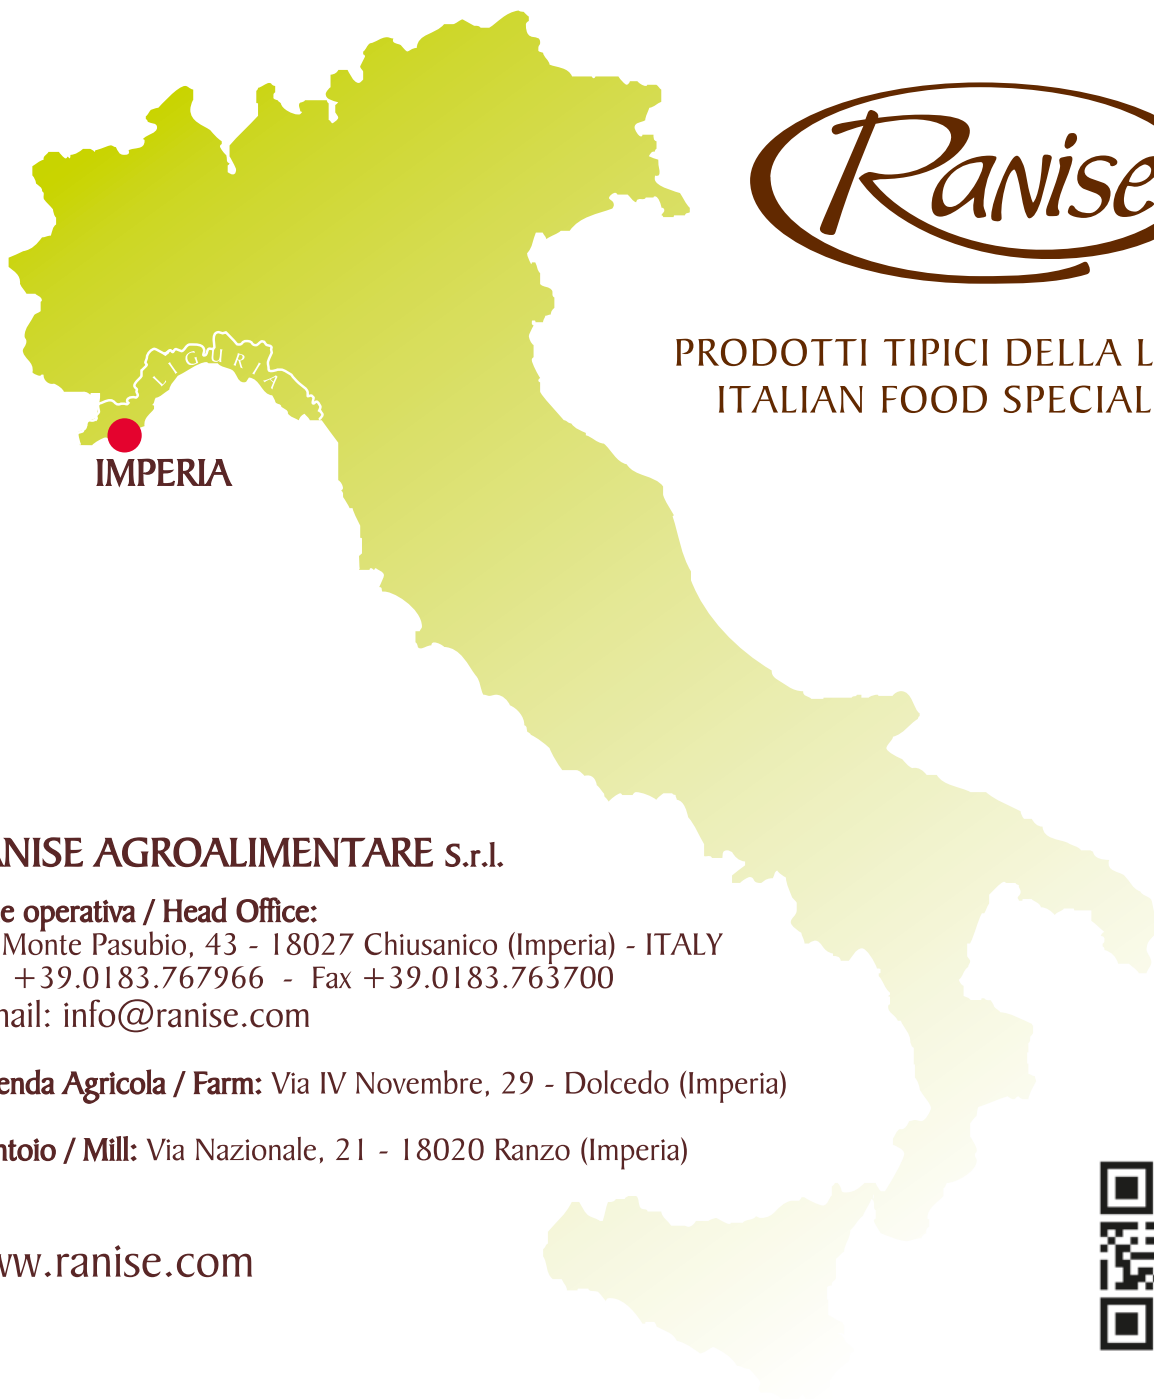 Ranise
PRODOTTI TIPICI DELLA L
ITALIAN FOOD SPECIAL
LIGURIA
IMPERIA
ANISE AGROALIMENTARE s.r.l.
e operativa / Head Office:
Monte Pasubio, 43 - 18027 Chiusanico (Imperia) - ITALY
+39.0183.767966 - Fax +39.0183.763700
ail: info@ranise.com
enda Agricola / Farm: Via IV Novembre, 29 - Dolcedo (Imperia)
ntoio / Mill: Via Nazionale, 21 - 18020 Ranzo (Imperia)
ww.ranise.com